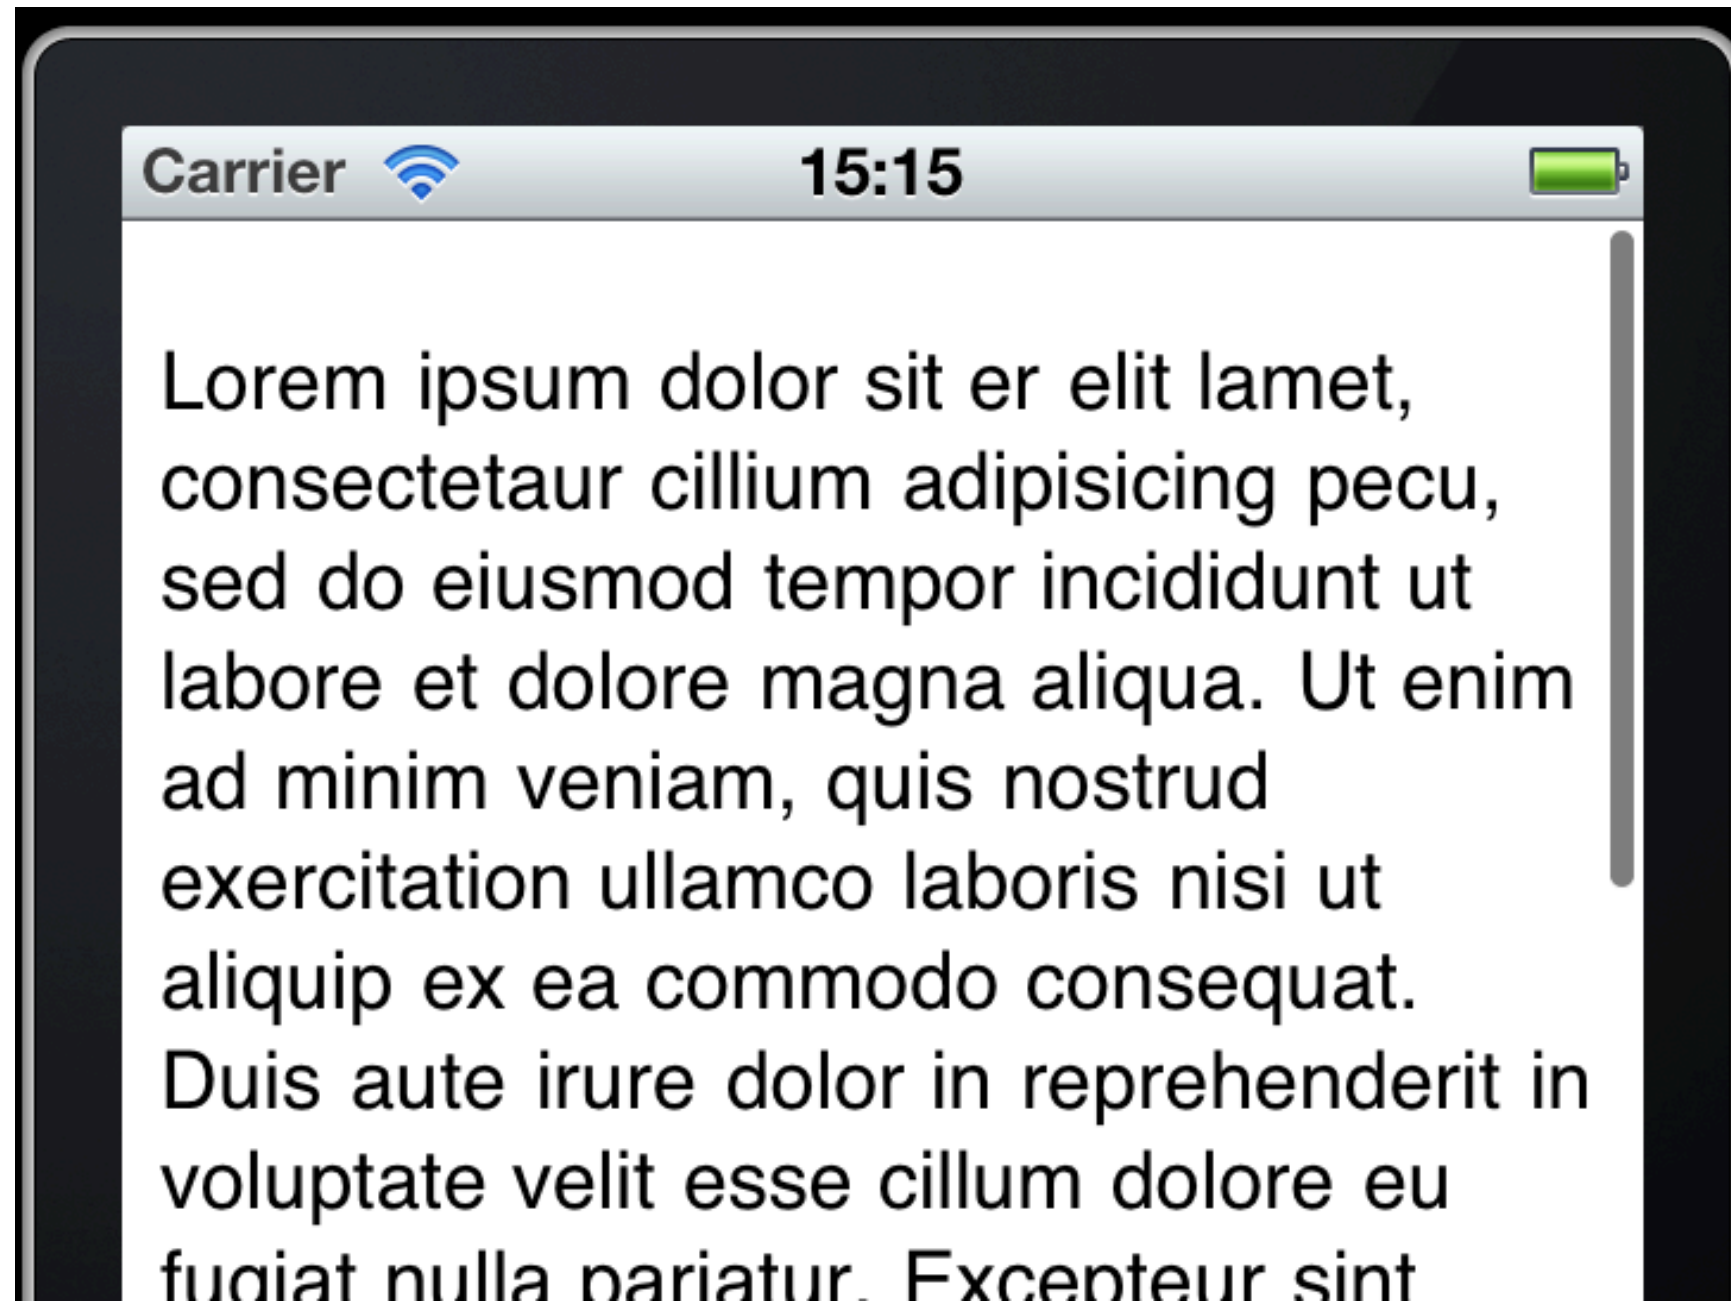 Carrier 15:15
Lorem ipsum dolor sit er elit lamet,
consectetaur cillium adipisicing pecu,
sed do eiusmod tempor incididunt ut
labore et dolore magna aliqua. Ut enim
ad minim veniam, quis nostrud
exercitation ullamco laboris nisi ut
aliquip ex ea commodo consequat.
Duis aute irure dolor in reprehenderit in
voluptate velit esse cillum dolore eu
fugiat nulla pariatur. Excepteur sint